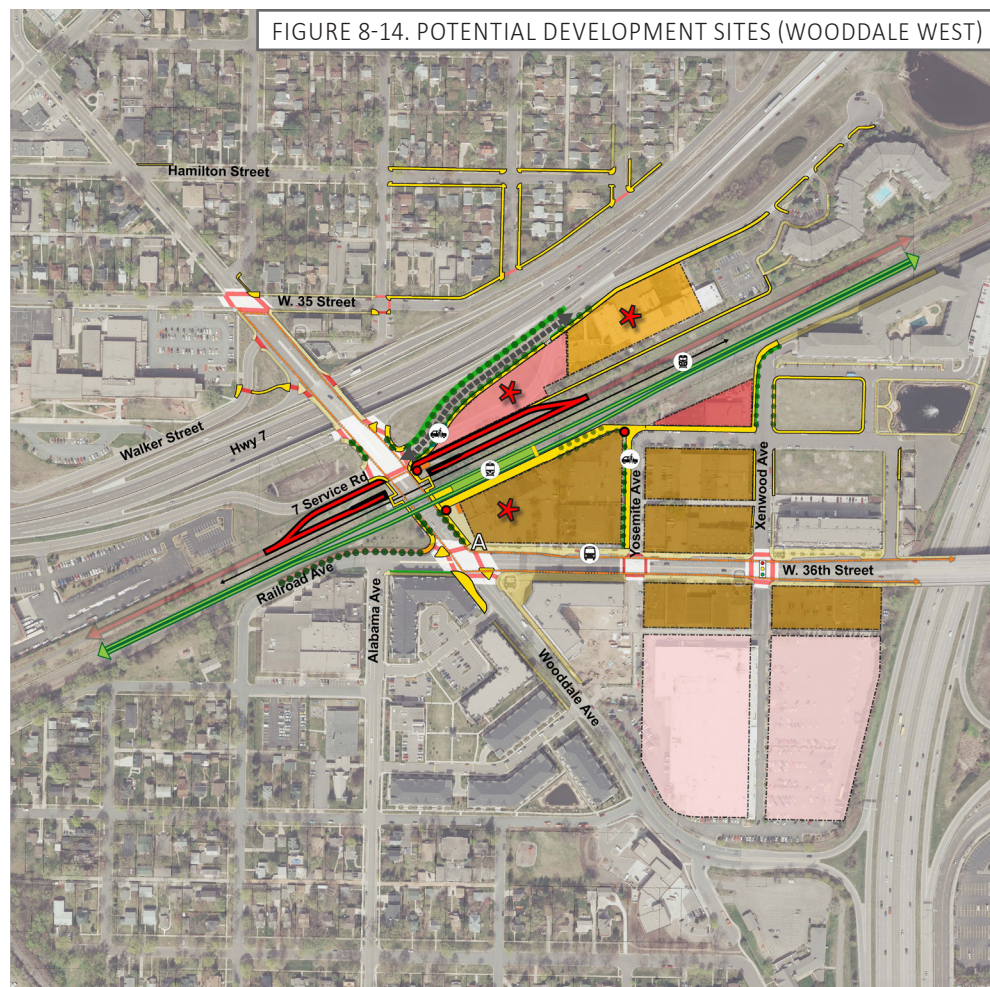 FIGURE 8-14. POTENTIAL DEVELOPMENT SITES (WOODDALE WEST)
Hamilton Street
W. 35 Street
Walker Street
Hwy 7
7 Service Rd
Yosemite Ave
Xenwood Ave
A
W. 36th Street
Railroad Ave
Alabama Ave
Wooddale Ave